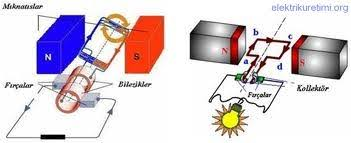 elektrikuretimi.org
Mıknatıslar
N
S
Fırçalar
Bilezikler
b
c
N
S
a
d
Fırçalar
Kollektör